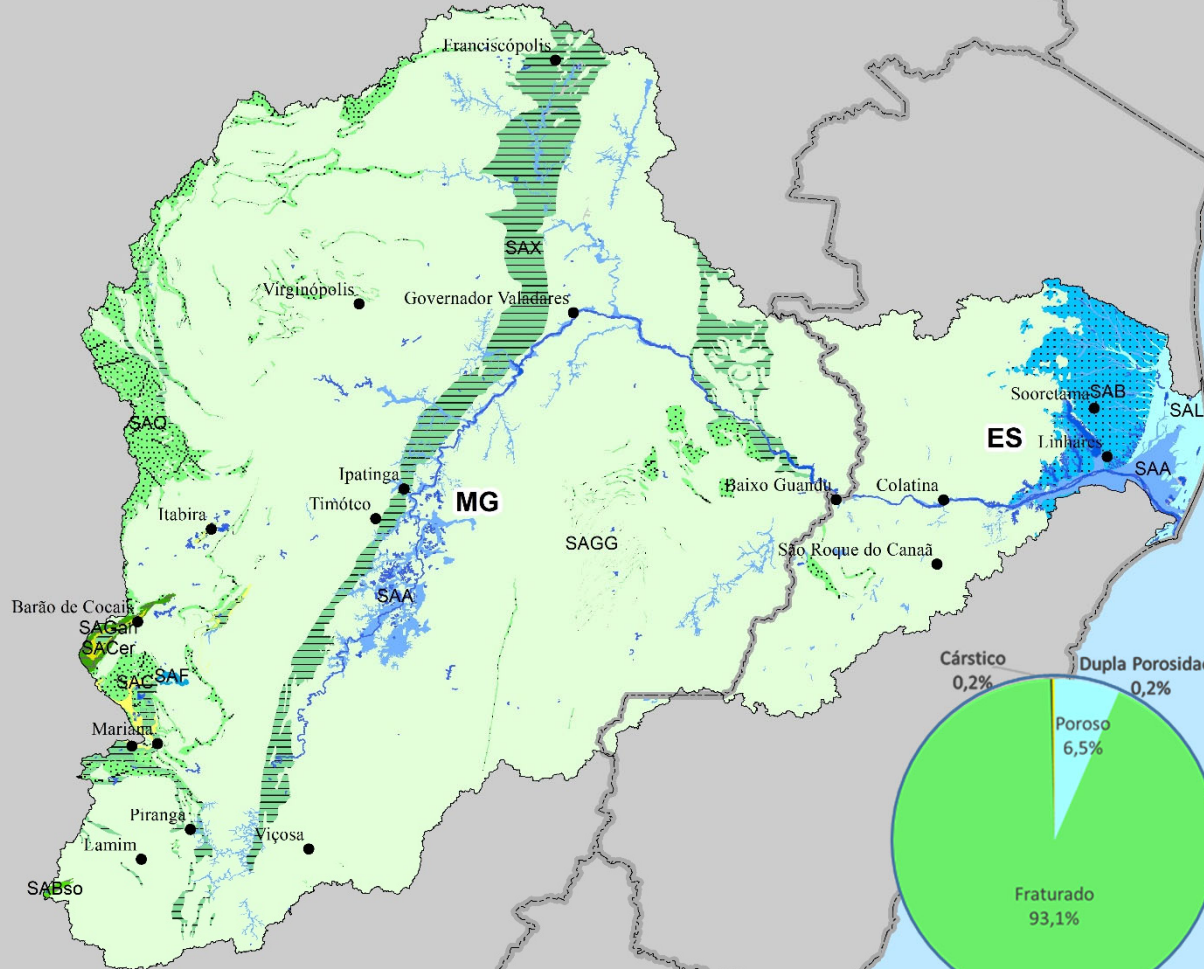 Franciscópolis
SAX
Virginópolis
Governador Valadares
SAQ
Sooretama
SAB
SAL
ES
Linhares
SAA
Ipatinga
MG
Baixo Guandu
Colatina
Timóteo
Itabira
SAGG
São Roque do Canaã
SAA
Barão de Cocais
SAGan
SACer
SAC
SAF
Cárstico
0,2%
Dupla Porosidad
0,2%
Poroso
6,5%
Mariana
Piranga
Viçosa
Lamim
SABso
Fraturado
93,1%